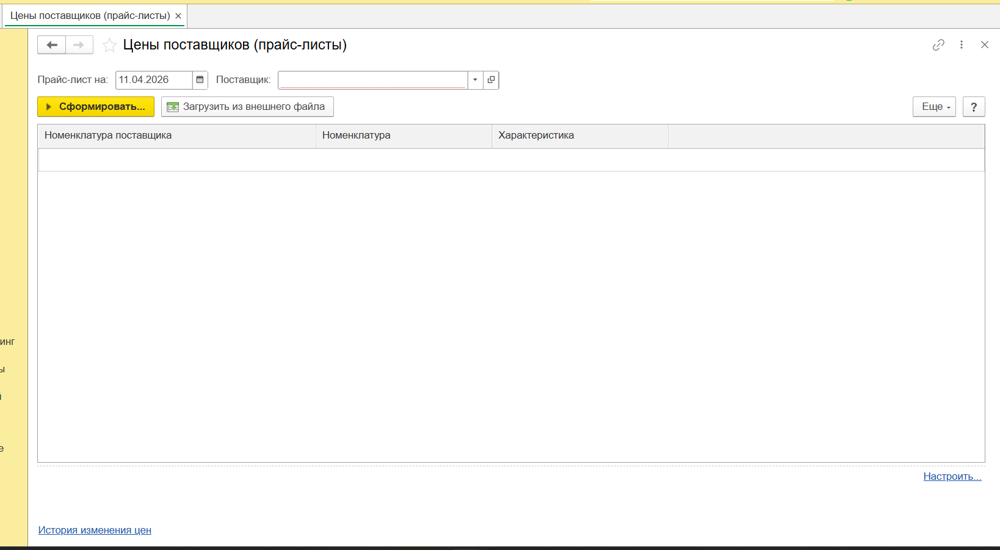 Цены поставщиков (прайс-листы)
Цены поставщиков (прайс-листы)
Прайс-лист на: 11.04.2026 Поставщик:
Сформировать... Загрузить из внешнего файла Еще ?
Номенклатура поставщика Номенклатура Характеристика
инг
ы
й
е
Настроить...
История изменения цен